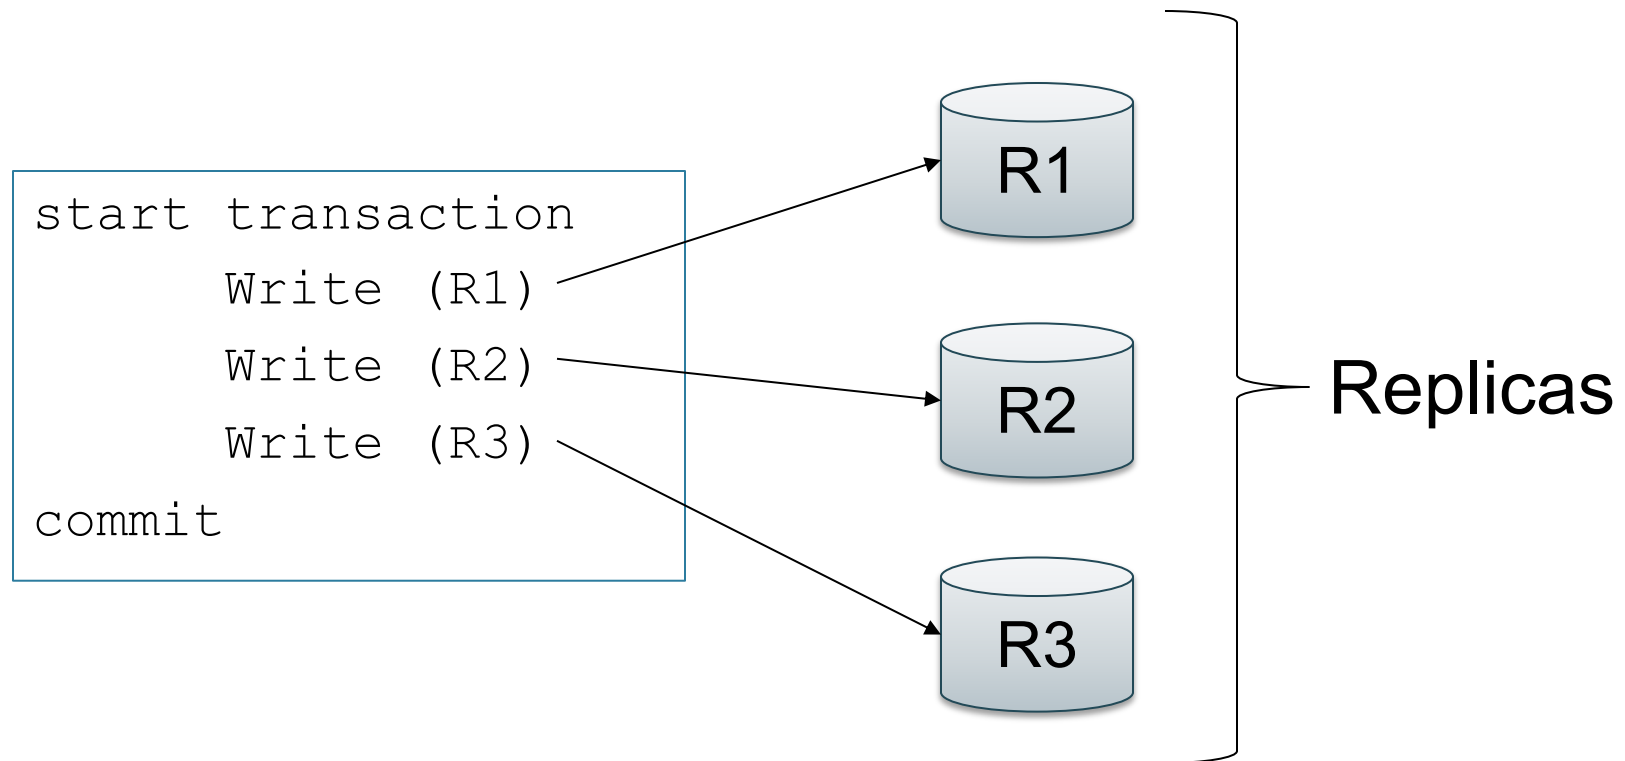 start transaction
Write (R1)
Write (R2)
Write (R3)
commit
R1
R2
R3
Replicas